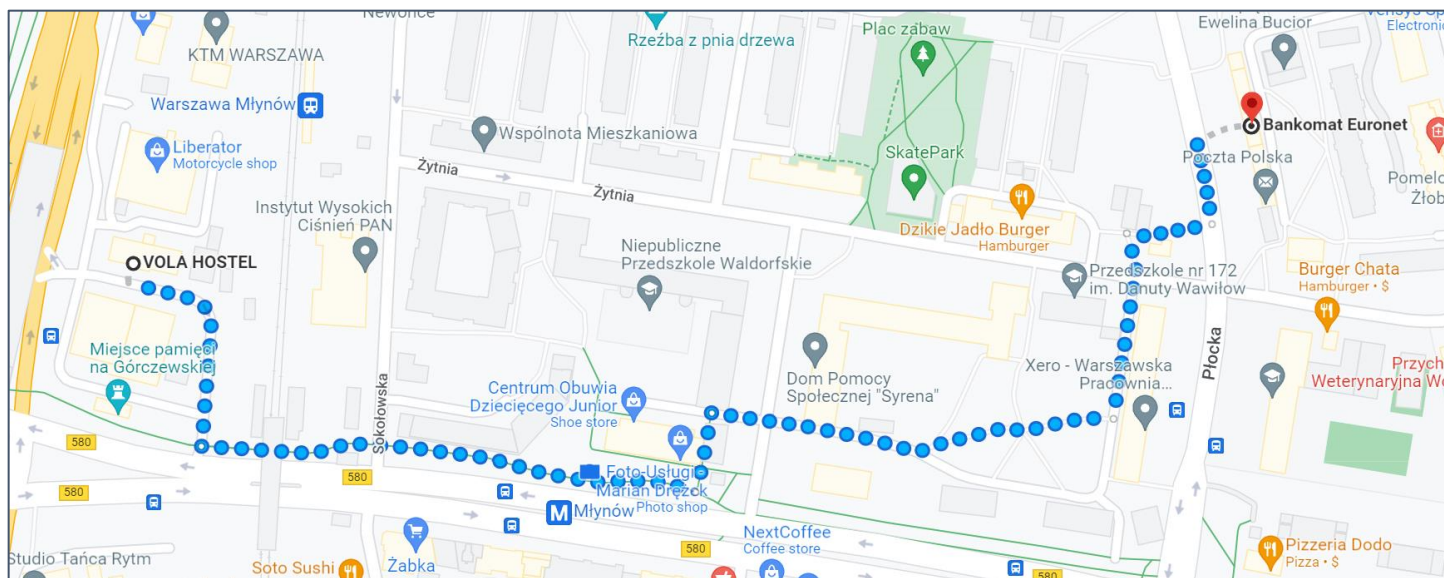 Newonce
KTM WARSZAWA
Rzeźba z pnia drzewa
Plac zabaw
Ewelina Bucior
Electronic
Warszawa Młynów
Wspólnota Mieszkaniowa
Bankomat Euronet
Liberator
Motorcycle shop
SkatePark
Poczta Polska
Pomelo
Żłob
Żytnia
Żytnia
Instytut Wysokich
Ciśnień PAN
Dzikie Jadło Burger
Hamburger
VOLA HOSTEL
Niepubliczne
Przedszkole Waldorfskie
Przedszkole nr 172
im. Danuty Wawiłow
Burger Chata
Hamburger • $
Miejsce pamięci
na Górczewskiej
Płocka
Xero - Warszawska
Pracownia...
Przych
Weterynaryjna Wo
Dom Pomocy
Społecznej "Syrena"
Centrum Obuwia
Dziecięcego Junior
Shoe store
Sokołowska
580
580
580
Foto-Usługi
Marian Dręzek
Photo shop
M Młynów
NextCoffee
Coffee store
580
580
Studio Tańca Rytm
Soto Sushi
Żabka
Pizzeria Dodo
Pizza • $